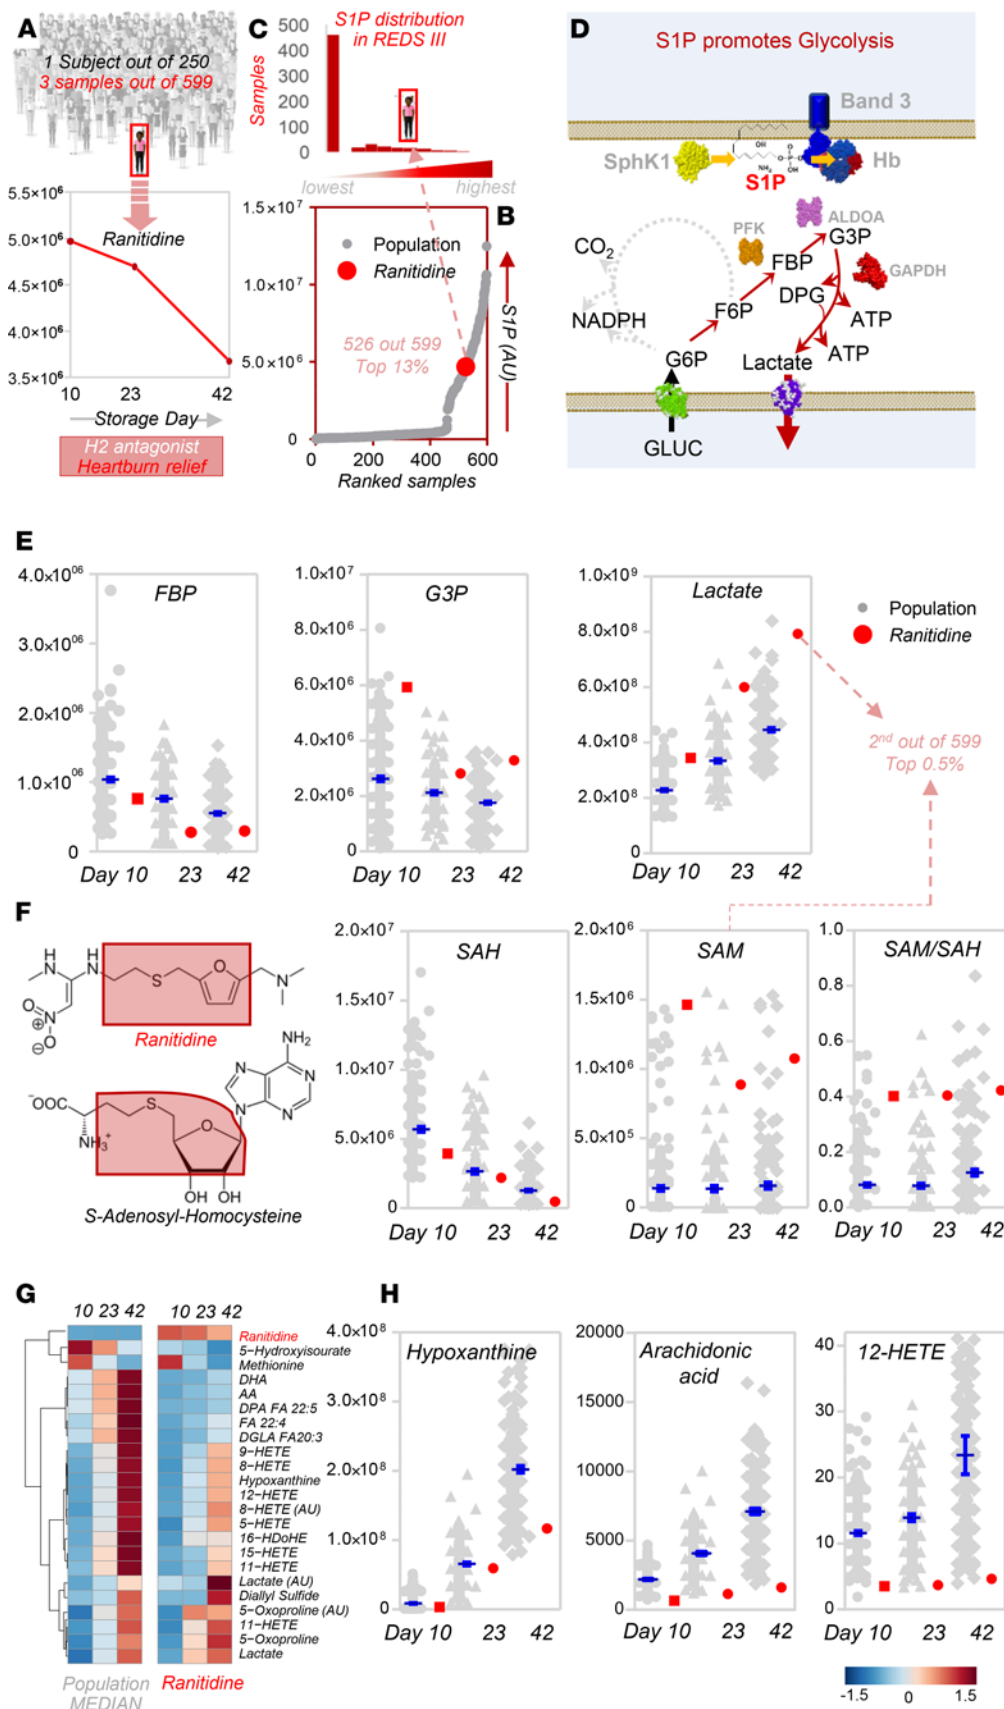 A
1 Subject out of 250
3 samples out of 599
5.5×10⁶
5.0×10⁶
4.5×10⁶
4.0×10⁶
3.5×10⁶
Ranitidine
10 23 42
Storage Day
H2 antagonist
Heartburn relief
C
S1P distribution
in REDS III
Samples
500
400
300
200
100
0
lowest highest
B
1.5×10⁷
1.0×10⁷
5.0×10⁶
0
Population
Ranitidine
526 out 599
Top 13%
S1P (AU)
0 200 400 600
Ranked samples
D
S1P promotes Glycolysis
Band 3
SphK1
OH
NH₂
OH
S1P
Hb
ALDOA
PFK
G3P
CO₂
FBP
GAPDH
DPG
NADPH
F6P
ATP
G6P
Lactate
ATP
GLUC
E
FBP
4.0×10⁰⁶
3.0×10⁰⁶
2.0×10⁰⁶
1.0×10⁰⁶
0
Day 10 23 42
G3P
1.0×10⁷
8.0×10⁶
6.0×10⁶
4.0×10⁶
2.0×10⁶
0
Day 10 23 42
Lactate
1.0×10⁹
8.0×10⁸
6.0×10⁸
4.0×10⁸
2.0×10⁸
0
Day 10 23 42
Population
Ranitidine
2nd out of 599
Top 0.5%
F
H H
N N
S
O
N
N
O
O
Ranitidine
NH₂
N
N
N
N
⁻OOC
S
O
NH₃⁺
OH OH
S-Adenosyl-Homocysteine
SAH
2.0×10⁷
1.5×10⁷
1.0×10⁷
5.0×10⁶
0
Day 10 23 42
SAM
2.0×10⁶
1.5×10⁶
1.0×10⁶
5.0×10⁵
0
Day 10 23 42
SAM/SAH
1.0
0.8
0.6
0.4
0.2
0.0
Day 10 23 42
G
10 23 42 10 23 42
Ranitidine
5-Hydroxyisourate
Methionine
DHA
AA
DPA FA 22:5
FA 22:4
DGLA FA20:3
9-HETE
8-HETE
Hypoxanthine
12-HETE
8-HETE (AU)
5-HETE
16-HDoHE
15-HETE
11-HETE
Lactate (AU)
Diallyl Sulfide
5-Oxoproline (AU)
11-HETE
5-Oxoproline
Lactate
Population
MEDIAN
Ranitidine
H
Hypoxanthine
4.0×10⁸
3.0×10⁸
2.0×10⁸
1.0×10⁸
0
Day 10 23 42
Arachidonic
acid
20000
15000
10000
5000
0
Day 10 23 42
12-HETE
40
30
20
10
0
Day 10 23 42
-1.5 0 1.5